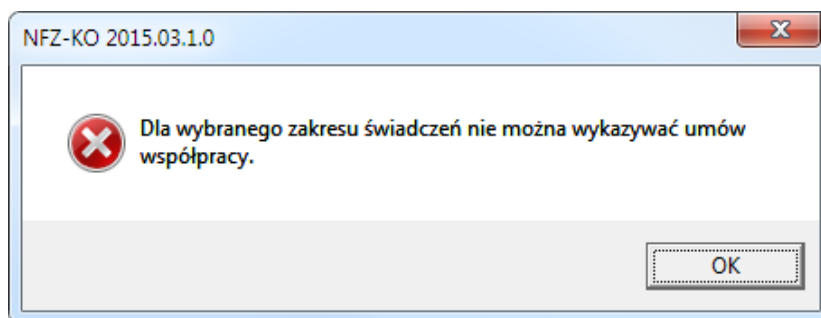 NFZ-KO 2015.03.1.0
Dla wybranego zakresu świadczeń nie można wykazywać umów
współpracy.
OK